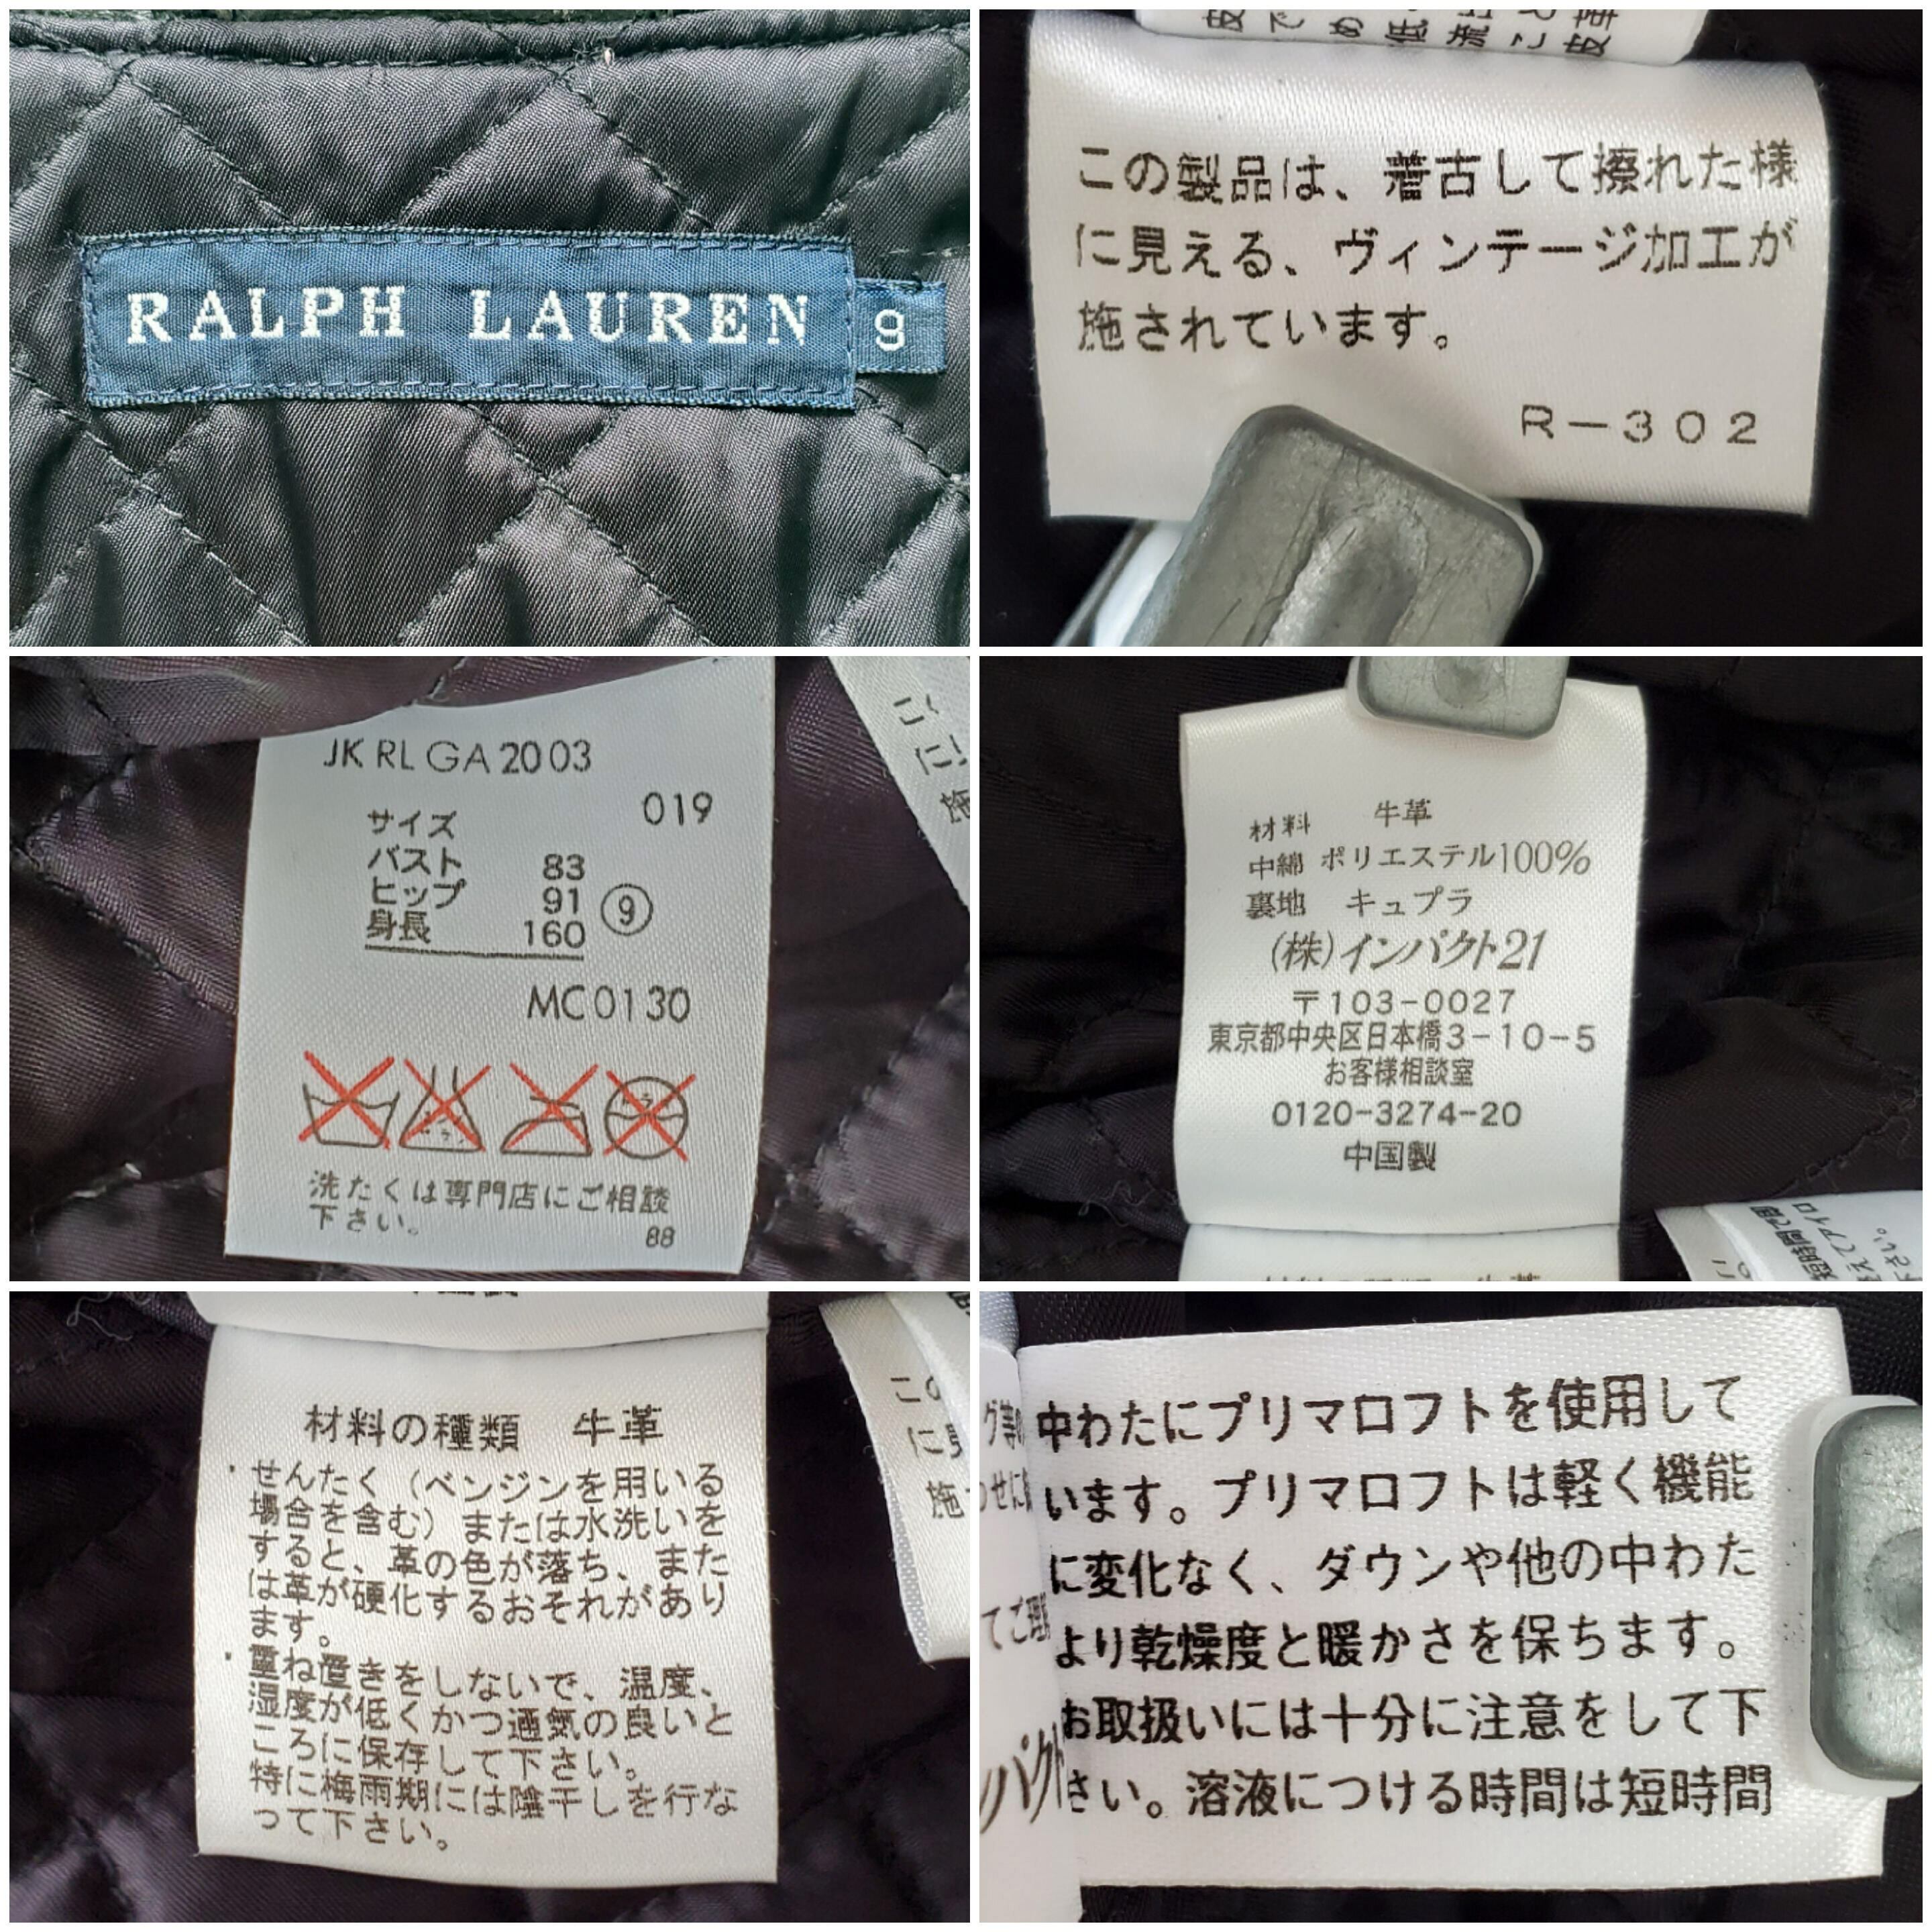 RALPH LAUREN 9
この製品は、着古して擦れた様
に見える、ヴィンテージ加工が
施されています。
R-302
JK RL GA2003
019
サイズ
バスト 83
ヒップ 91 ⑨
身長 160
MC0130
洗たくは専門店にご相談
下さい。
88
材料 牛革
中綿 ポリエステル100%
裏地 キュプラ
(株)インパクト21
〒103-0027
東京都中央区日本橋3-10-5
お客様相談室
0120-3274-20
中国製
材料の種類 牛革
・せんたく（ベンジンを用いる
場合を含む）または水洗いを
すると、革の色が落ち、また
は革が硬化するおそれがあり
ます。
・重ね置きをしないで、温度、
湿度が低くかつ通気の良いと
ころに保存して下さい。
特に梅雨期には陰干しを行な
って下さい。
中わたにプリマロフトを使用して
います。プリマロフトは軽く機能
に変化なく、ダウンや他の中わた
より乾燥度と暖かさを保ちます。
お取扱いには十分に注意をして下
さい。溶液につける時間は短時間